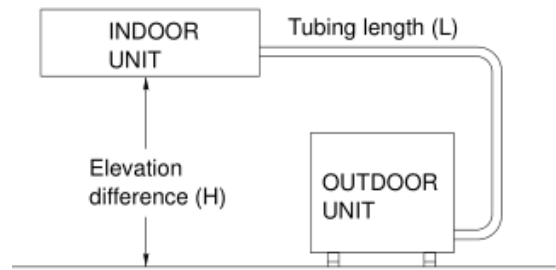 INDOOR
UNIT
Tubing length (L)
Elevation
difference (H)
OUTDOOR
UNIT